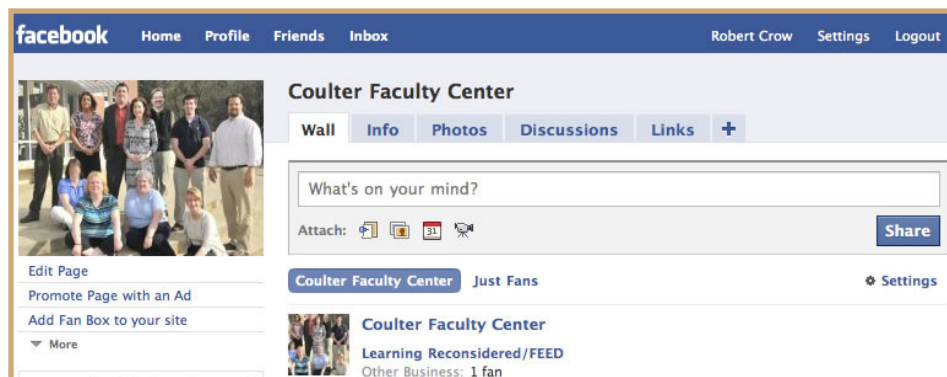 facebook Home Profile Friends Inbox Robert Crow Settings Logout
Coulter Faculty Center
Wall Info Photos Discussions Links +
What's on your mind?
Attach: 31 Share
Edit Page
Promote Page with an Ad
Add Fan Box to your site
More
Coulter Faculty Center Just Fans Settings
Coulter Faculty Center
Learning Reconsidered/FEED
Other Business: 1 fan